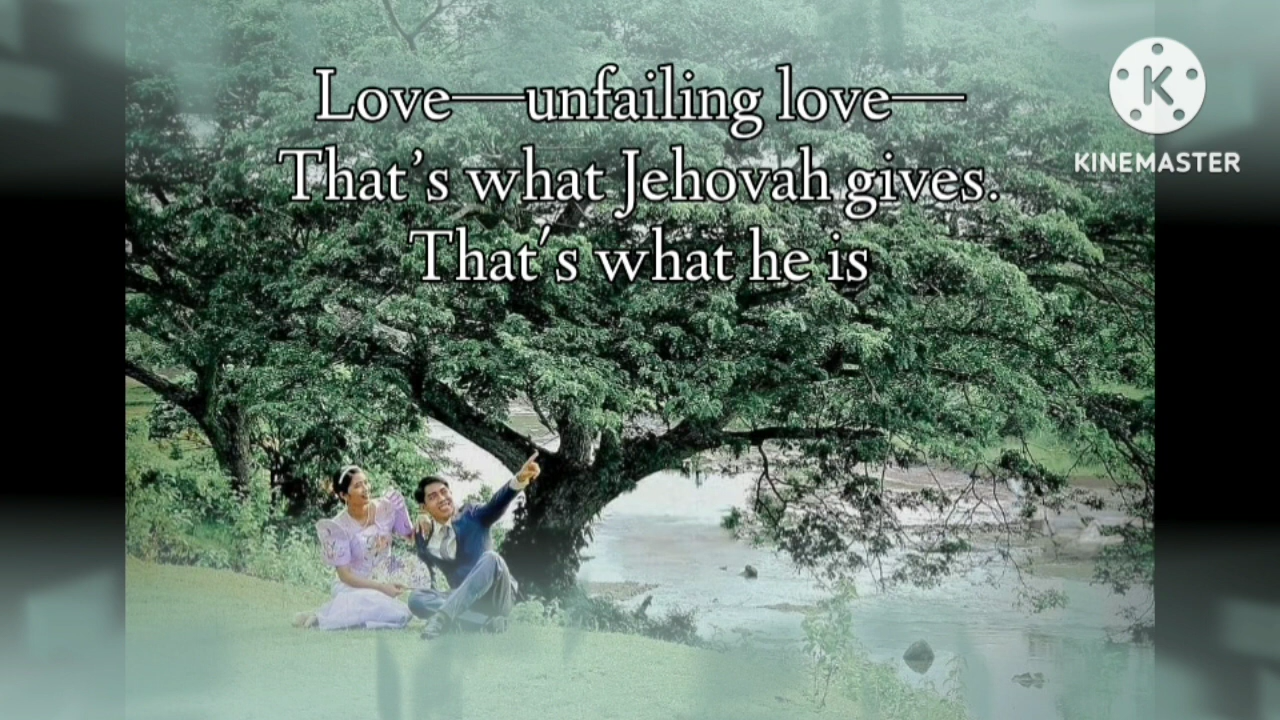 Love—unfailing love—
That’s what Jehovah gives.
That's what he is
K
KINEMASTER